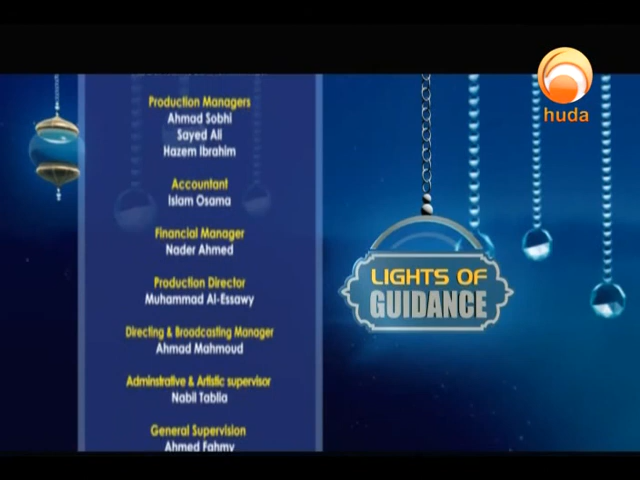 huda
Production Managers
Ahmad Sobhi
Sayed Ali
Hazem Ibrahim
Accountant
Islam Osama
Financial Manager
Nader Ahmed
Production Director
Muhammad Al-Essawy
Directing & Broadcasting Manager
Ahmad Mahmoud
Adminstrative & Artistic supervisor
Nabil Tablia
General Supervision
Ahmed Fahmy
LIGHTS OF
GUIDANCE